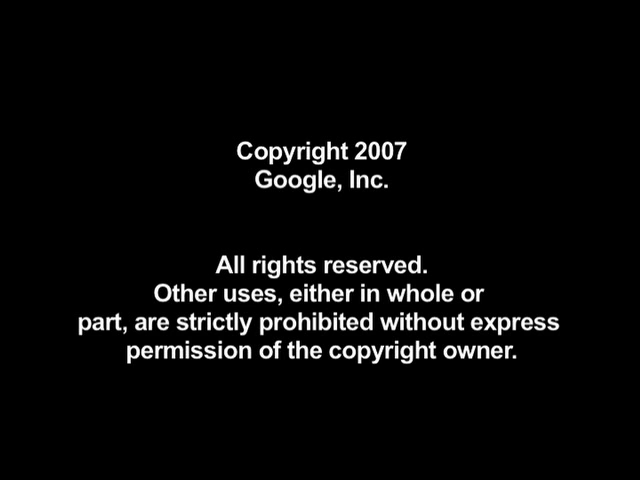 Copyright 2007
Google, Inc.
All rights reserved.
Other uses, either in whole or
part, are strictly prohibited without express
permission of the copyright owner.